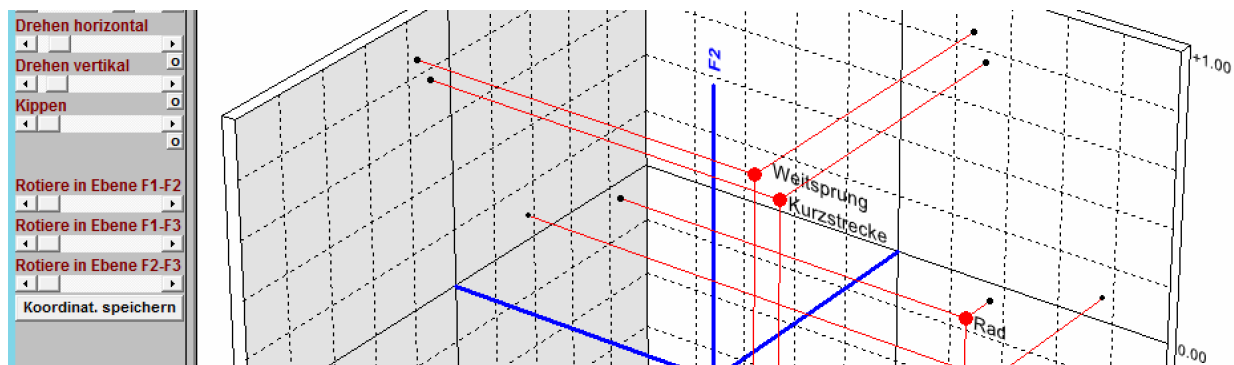 Drehen horizontal
o
Drehen vertikal
o
Kippen
o
Rotiere in Ebene F1-F2
Rotiere in Ebene F1-F3
Rotiere in Ebene F2-F3
Koordinat. speichern
F2
+1.00
Weitsprung
Kurzstrecke
Rad
0.00